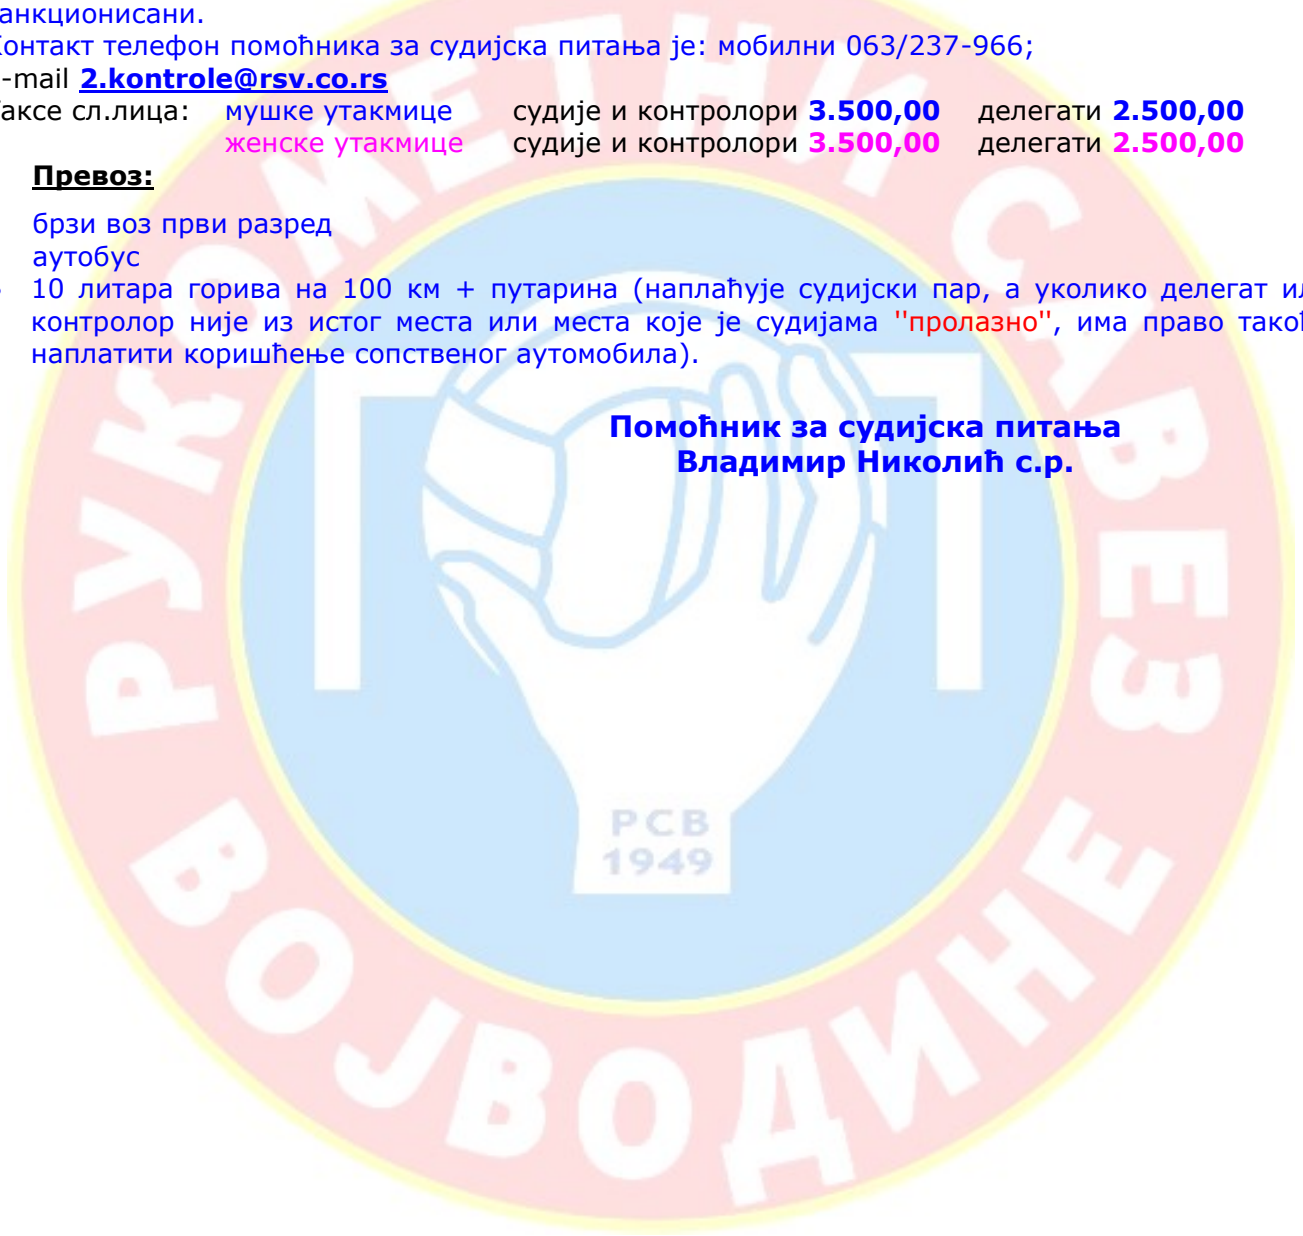 анкционисани.
Контакт телефон помоћника за судијска питања је: мобилни 063/237-966;
-mail 2.kontrole@rsv.co.rs
аксе сл.лица: мушке утакмице судије и контролори 3.500,00 делегати 2.500,00
женске утакмице судије и контролори 3.500,00 делегати 2.500,00
Превоз:
брзи воз први разред
аутобус
10 литара горива на 100 км + путарина (наплаћује судијски пар, а уколико делегат ил
контролор није из истог места или места које је судијама "пролазно", има право такођ
наплатити коришћење сопственог аутомобила).
Помоћник за судијска питања
Владимир Николић с.р.
РУКОМЕТНИ САВЕЗ
ВОЈВОДИНЕ
РСВ
1949